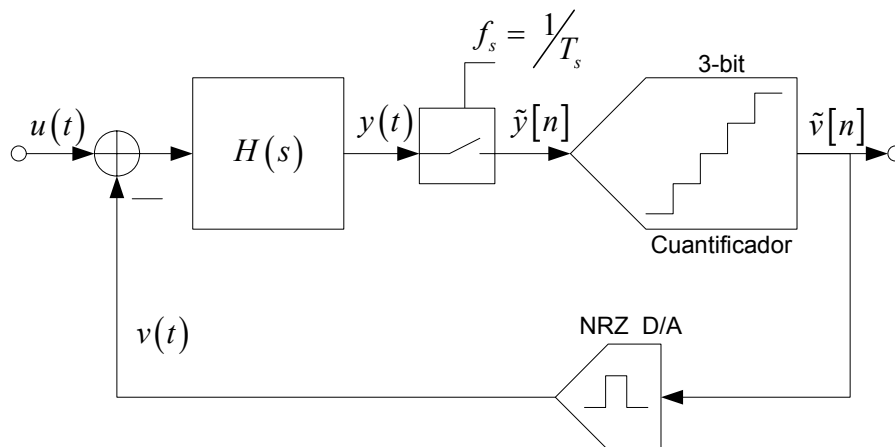 f_s = 1/T_s
3-bit
u(t)
H(s)
y(t)
ỹ[n]
ṽ[n]
Cuantificador
v(t)
NRZ D/A